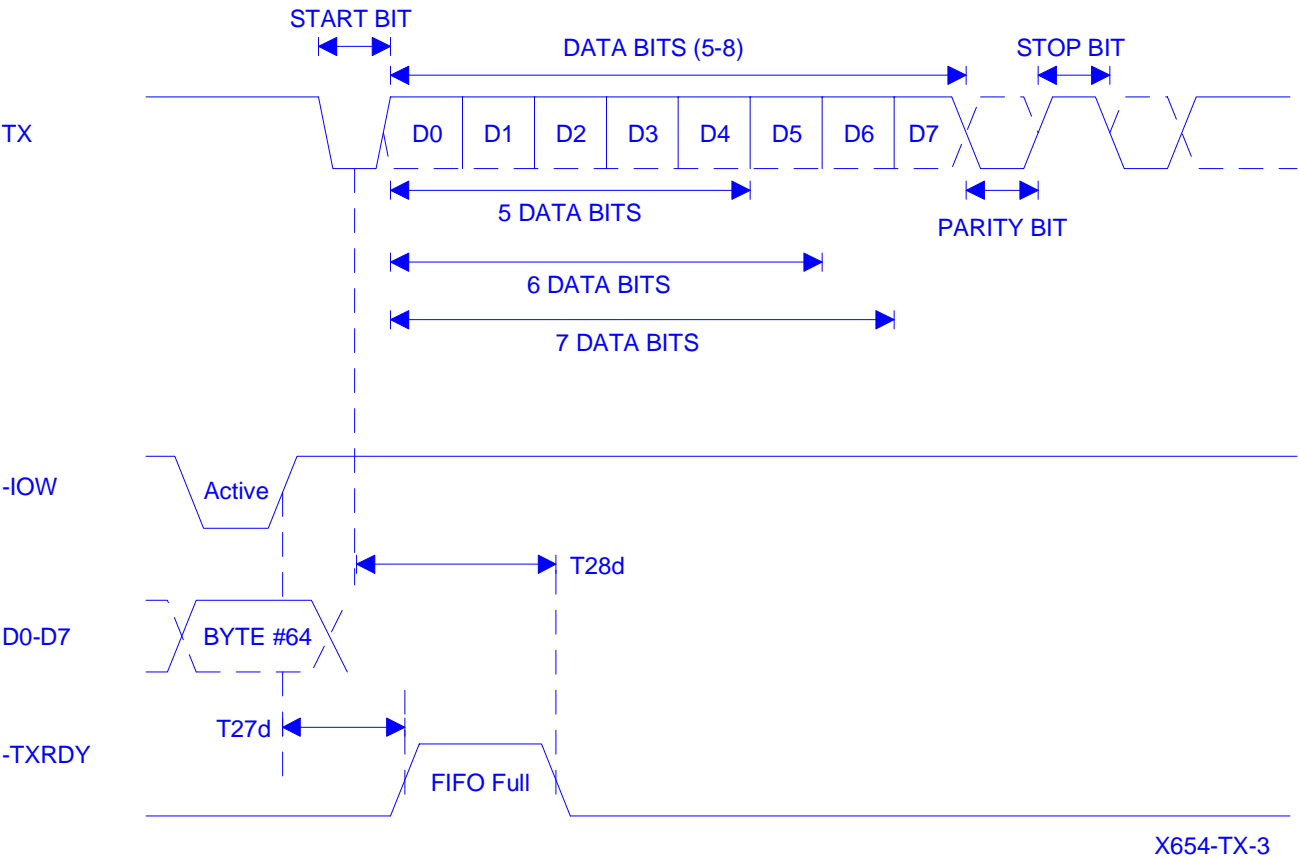 START BIT
DATA BITS (5-8)
STOP BIT
TX
D0 D1 D2 D3 D4 D5 D6 D7
5 DATA BITS
PARITY BIT
6 DATA BITS
7 DATA BITS
-IOW
Active
T28d
D0-D7
BYTE #64
T27d
-TXRDY
FIFO Full
X654-TX-3